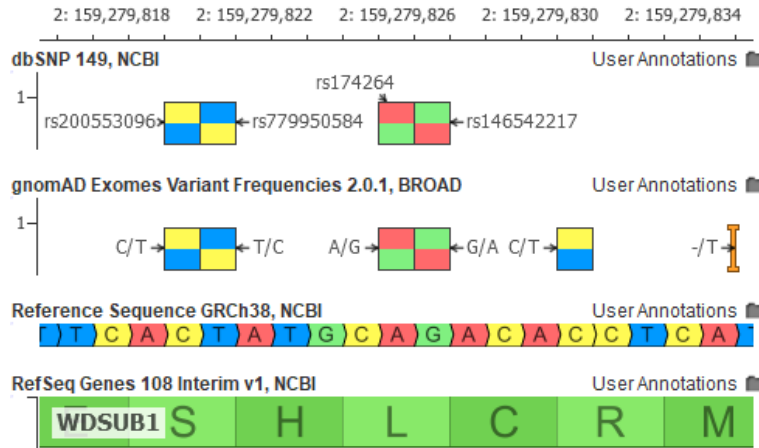 2: 159,279,818 2: 159,279,822 2: 159,279,826 2: 159,279,830 2: 159,279,834
dbSNP 149, NCBI User Annotations
rs174264
1
rs200553096 rs779950584 rs146542217
gnomAD Exomes Variant Frequencies 2.0.1, BROAD User Annotations
1
C/T T/C A/G G/A C/T -/T
Reference Sequence GRCh38, NCBI User Annotations
T T C A C T A T G C A G A C A C C T C A T
RefSeq Genes 108 Interim v1, NCBI User Annotations
WDSUB1 S H L C R M